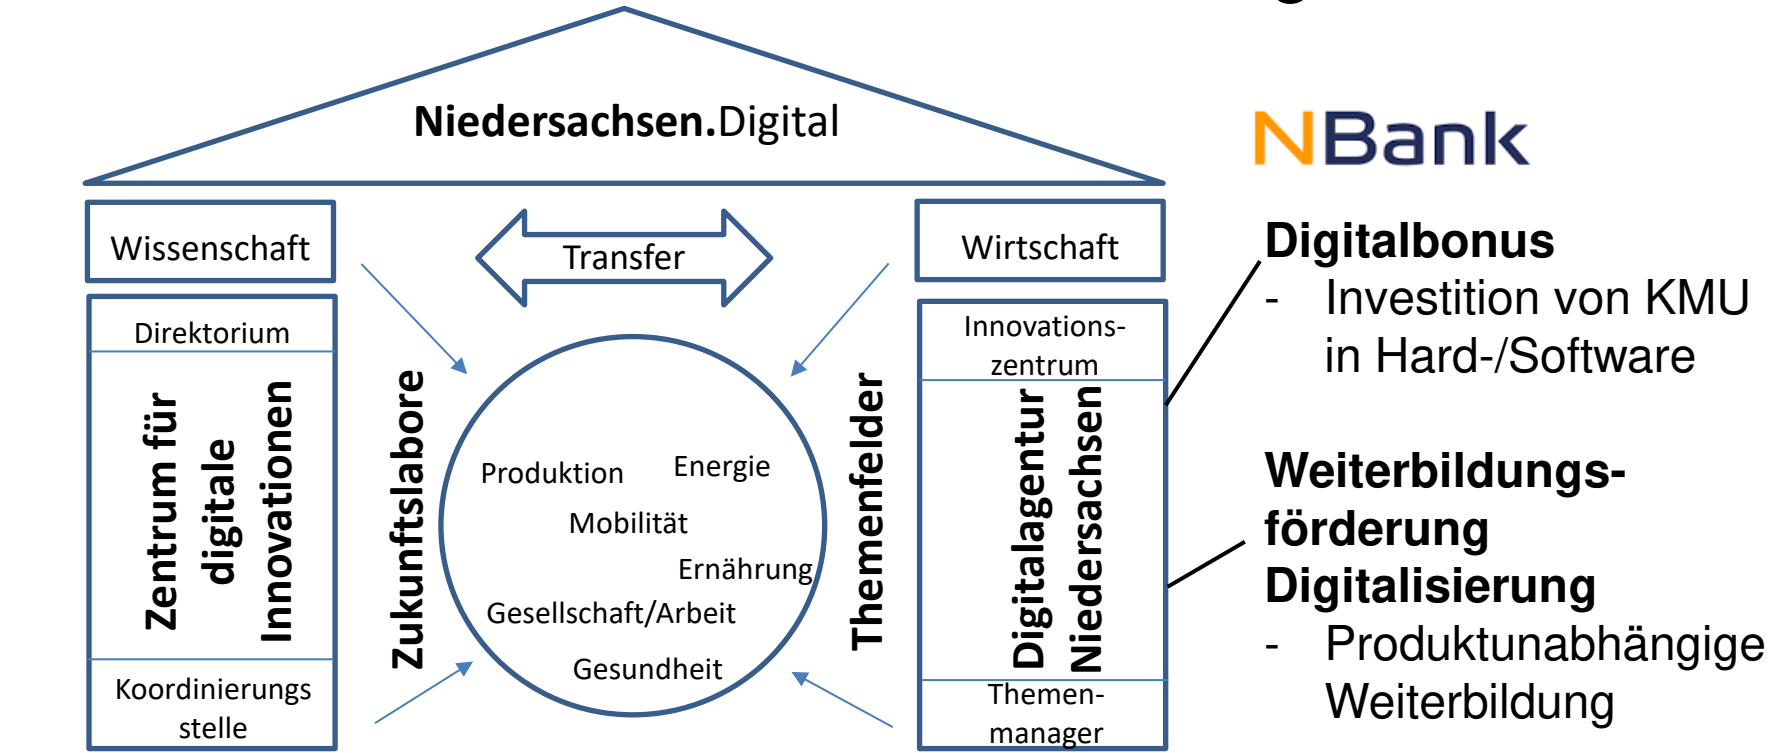 Niedersachsen.Digital
NBank
Wissenschaft
Transfer
Wirtschaft
Direktorium
Zentrum für
digitale
Innovationen
Koordinierungs
stelle
Zukunftslabore
Produktion
Energie
Mobilität
Ernährung
Gesellschaft/Arbeit
Gesundheit
Themenfelder
Innovations-
zentrum
Digitalagentur
Niedersachsen
Themen-
manager
Digitalbonus
- Investition von KMU
in Hard-/Software
Weiterbildungs-
förderung
Digitalisierung
- Produktunabhängige
Weiterbildung